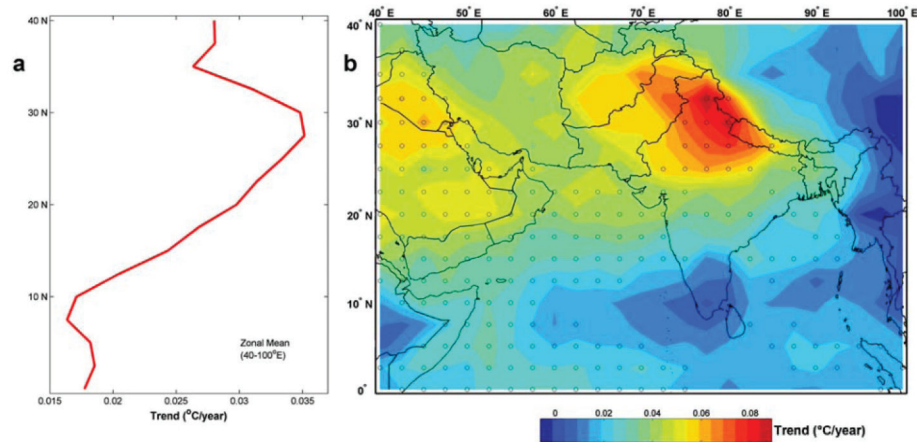 a
40 N
30 N
20 N
10 N
Zonal Mean
(40-100°E)
0.015 0.02 0.025 0.03 0.035
Trend (°C/year)
b
40 E 50 E 60 E 70 E 80 E 90 E 100 E
40°N
30°N
20°N
10°N
0°
0 0.02 0.04 0.06 0.08
Trend (°C/year)